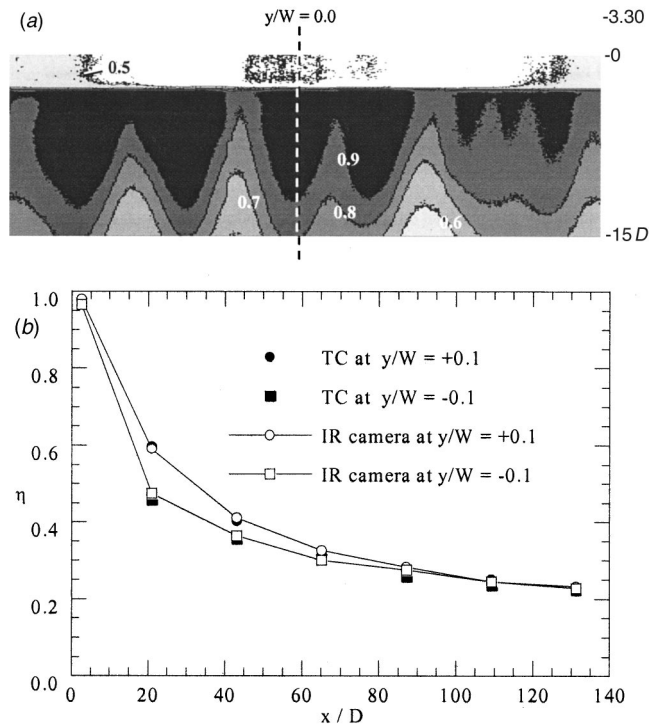 (a)
y/W = 0.0
-3.30
-0
0.5
0.9
0.7
0.8
0.6
-15D
(b)
1.0
0.8
0.6
η
0.4
0.2
0.0
TC at y/W = +0.1
TC at y/W = -0.1
IR camera at y/W = +0.1
IR camera at y/W = -0.1
0 20 40 60 80 100 120 140
x / D